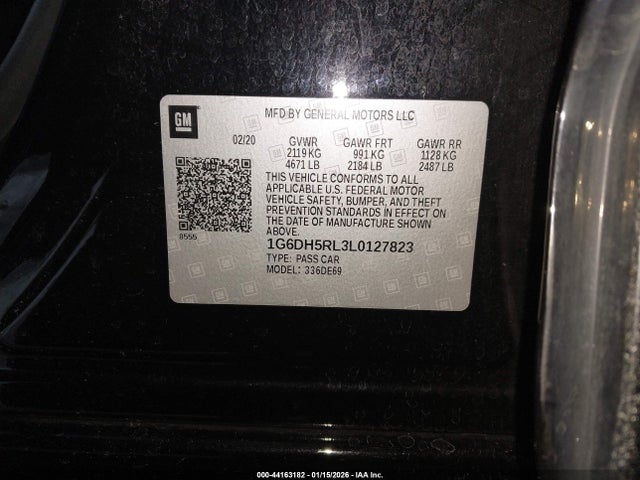 GM
MFD BY GENERAL MOTORS LLC
02/20 GVWR GAWR FRT GAWR RR
2119 KG 991 KG 1128 KG
4671 LB 2184 LB 2487 LB
THIS VEHICLE CONFORMS TO ALL
APPLICABLE U.S. FEDERAL MOTOR
VEHICLE SAFETY, BUMPER, AND THEFT
PREVENTION STANDARDS IN EFFECT ON
THE DATE OF MANUFACTURE SHOWN
ABOVE.
8555
1G6DH5RL3L0127823
TYPE: PASS CAR
MODEL: 336DE69
000-44163182 - 01/15/2026 - IAA Inc.